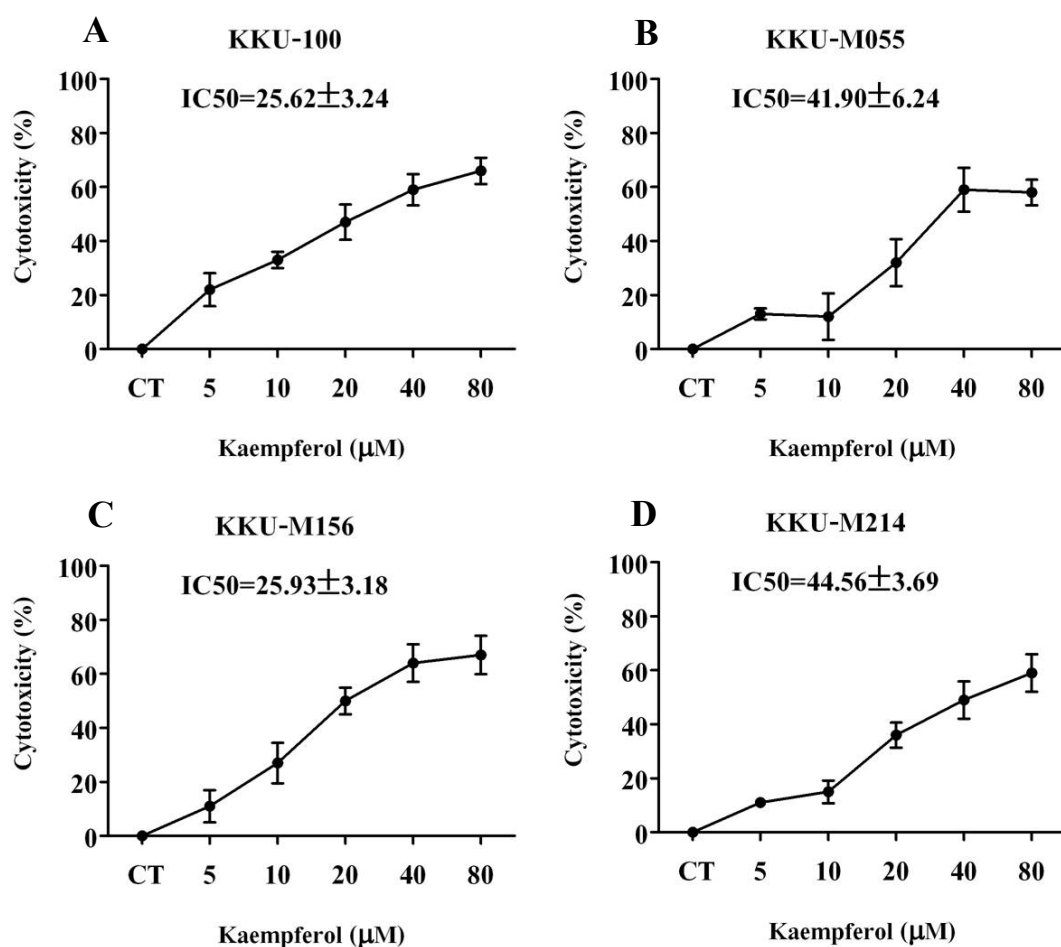 A
KKU-100
IC50=25.62±3.24
Cytotoxicity (%)
100
80
60
40
20
0
CT 5 10 20 40 80
Kaempferol (μM)
B
KKU-M055
IC50=41.90±6.24
Cytotoxicity (%)
100
80
60
40
20
0
CT 5 10 20 40 80
Kaempferol (μM)
C
KKU-M156
IC50=25.93±3.18
Cytotoxicity (%)
100
80
60
40
20
0
CT 5 10 20 40 80
Kaempferol (μM)
D
KKU-M214
IC50=44.56±3.69
Cytotoxicity (%)
100
80
60
40
20
0
CT 5 10 20 40 80
Kaempferol (μM)